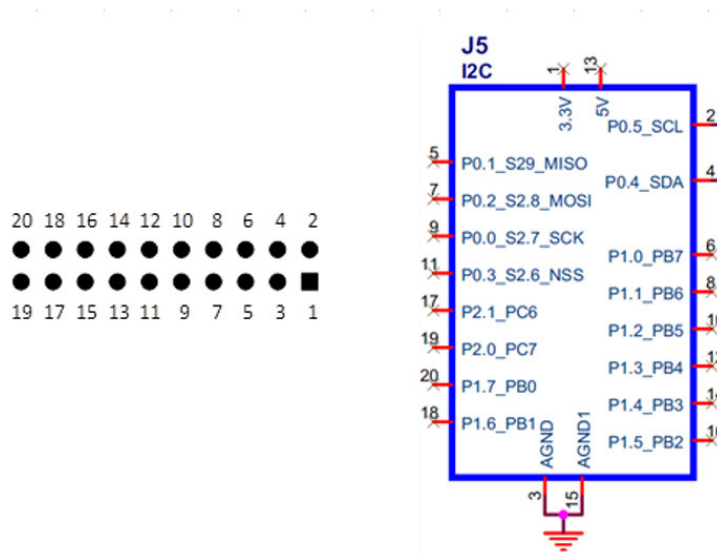 20 18 16 14 12 10 8 6 4 2
19 17 15 13 11 9 7 5 3 1
J5
I2C
1 13
3.3V 5V
P0.5_SCL 2
5 P0.1_S29_MISO
P0.4_SDA 4
7 P0.2_S2.8_MOSI
9 P0.0_S2.7_SCK
P1.0_PB7 6
11 P0.3_S2.6_NSS
P1.1_PB6 8
17 P2.1_PC6
P1.2_PB5 10
19 P2.0_PC7
P1.3_PB4 12
20 P1.7_PB0
P1.4_PB3 14
18 P1.6_PB1
P1.5_PB2 16
AGND AGND1
3 15